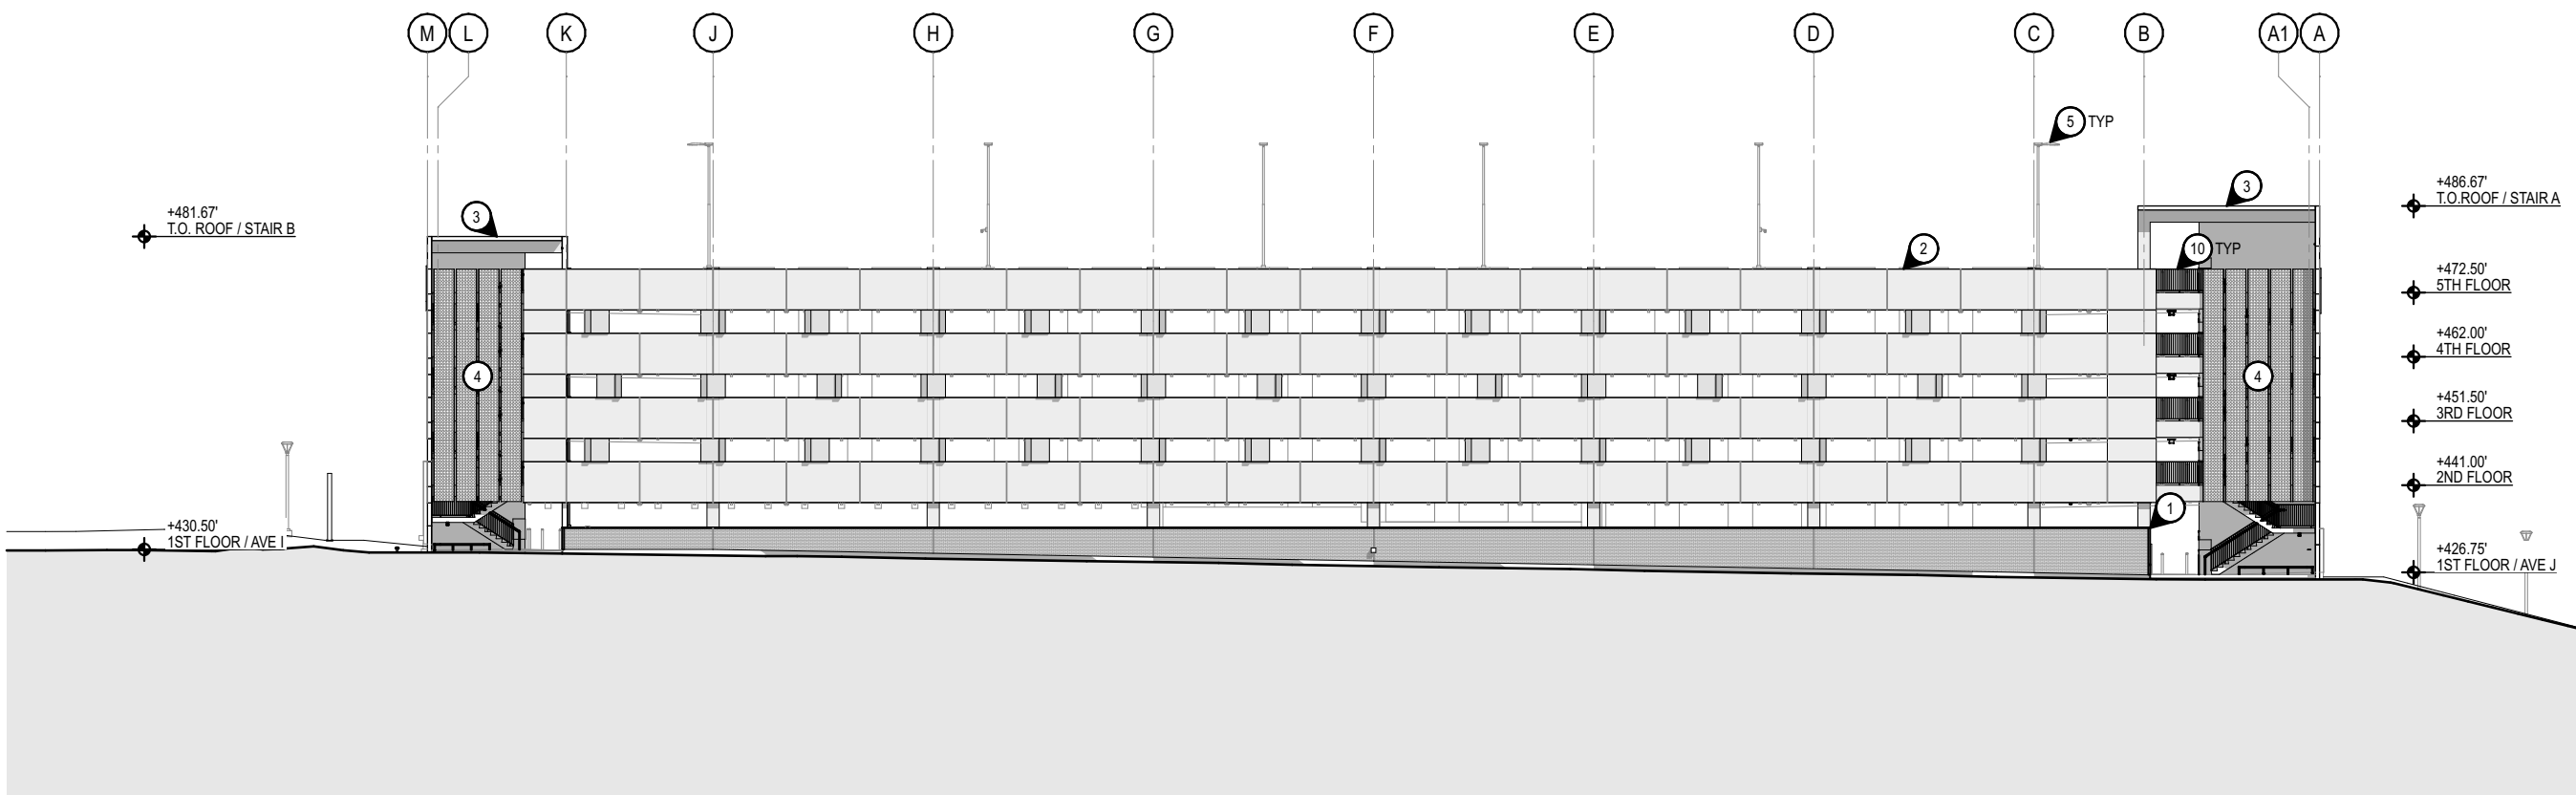 M L K J H G F E D C B A1 A
5 TYP
+486.67'
T.O.ROOF / STAIR A
3
+481.67'
T.O. ROOF / STAIR B
3
2
10 TYP
+472.50'
5TH FLOOR
+462.00'
4TH FLOOR
4
4
+451.50'
3RD FLOOR
+441.00'
2ND FLOOR
1
+430.50'
1ST FLOOR / AVE I
+426.75'
1ST FLOOR / AVE J